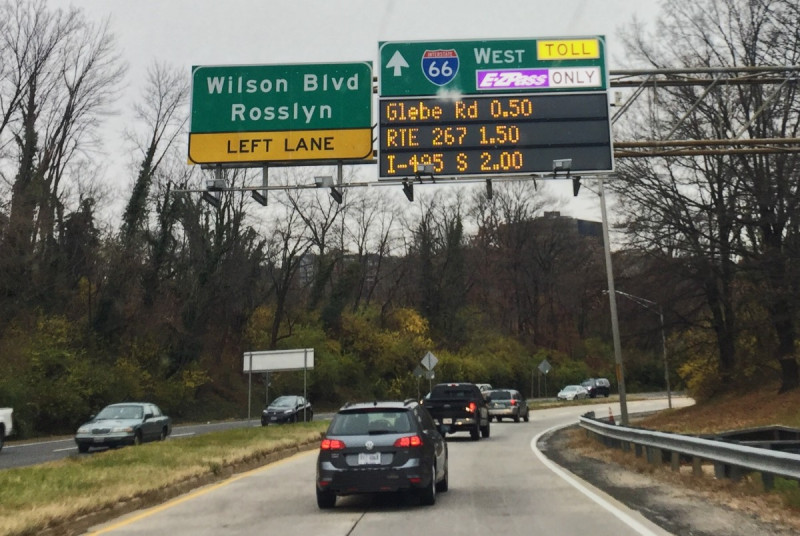 Wilson Blvd
Rosslyn
LEFT LANE
INTERSTATE
66
WEST
TOLL
E-ZPass ONLY
Glebe Rd 0.50
RTE 267 1.50
I-495 S 2.00